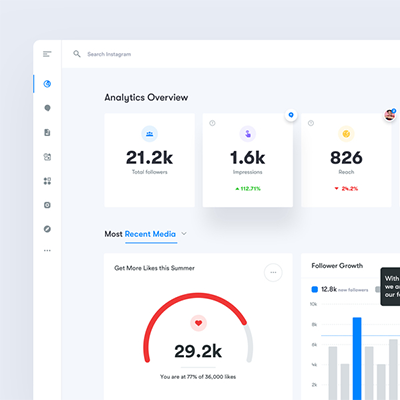 Search Instagram
Analytics Overview
21.2k
Total followers
1.6k
Impressions
112.71%
826
Reach
24.2%
Most Recent Media
Get More Likes this Summer
29.2k
You are at 77% of 36,000 likes
Follower Growth
12.8k new followers
10k
8k
6k
4k
2k
With
we a
our f